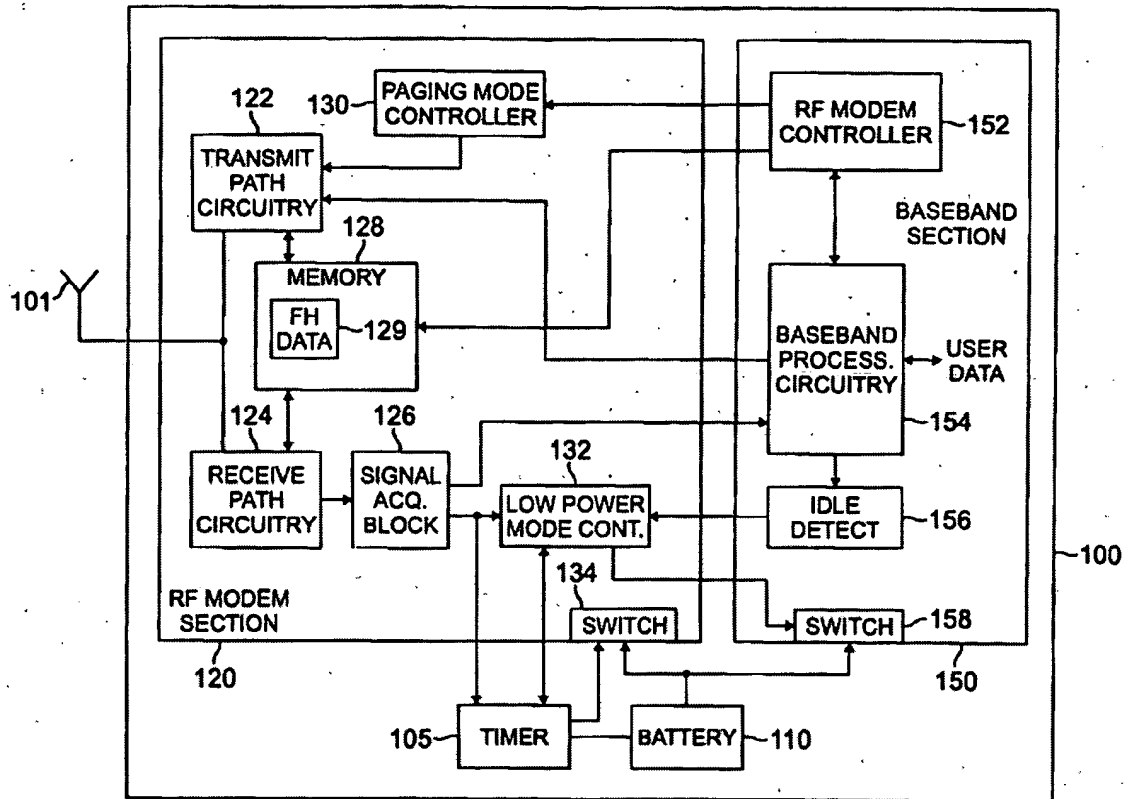 122
130
PAGING MODE
CONTROLLER
RF MODEM
CONTROLLER
152
TRANSMIT
PATH
CIRCUITRY
128
BASEBAND
SECTION
101
MEMORY
FH
DATA
129
BASEBAND
PROCESS.
CIRCUITRY
USER
DATA
124
126
154
132
RECEIVE
PATH
CIRCUITRY
SIGNAL
ACQ.
BLOCK
LOW POWER
MODE CONT.
IDLE
DETECT
156
100
134
RF MODEM
SECTION
SWITCH
SWITCH
158
120
150
105
TIMER
BATTERY
110